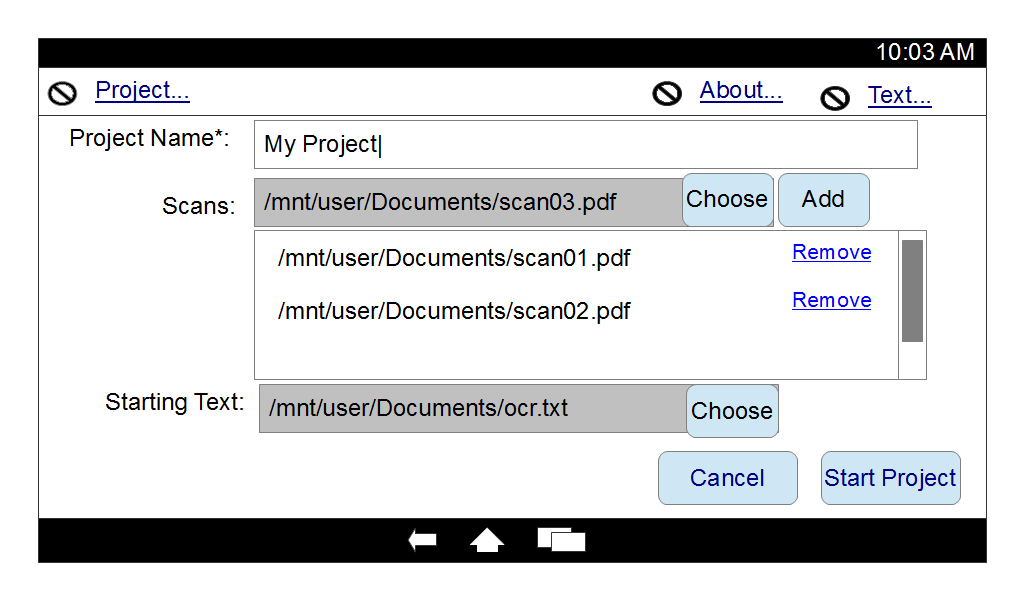 10:03 AM
Project... About... Text...
Project Name*: My Project
Scans: /mnt/user/Documents/scan03.pdf Choose Add
/mnt/user/Documents/scan01.pdf Remove
/mnt/user/Documents/scan02.pdf Remove
Starting Text: /mnt/user/Documents/ocr.txt Choose
Cancel Start Project